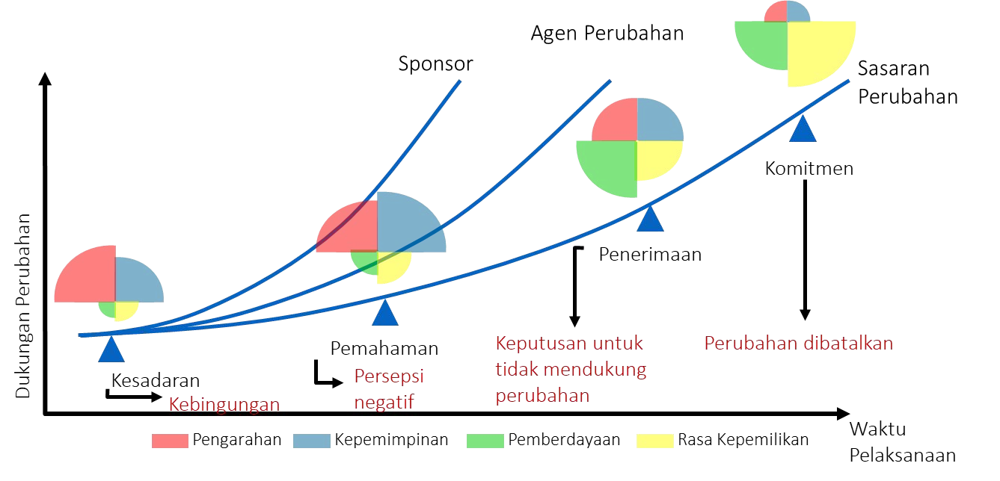 Agen Perubahan
Sponsor
Sasaran
Perubahan
Komitmen
Dukungan Perubahan
Penerimaan
Pemahaman
Keputusan untuk
tidak mendukung
perubahan
Perubahan dibatalkan
Persepsi
negatif
Kesadaran
Kebingungan
Pengarahan
Kepemimpinan
Pemberdayaan
Rasa Kepemilikan
Waktu
Pelaksanaan